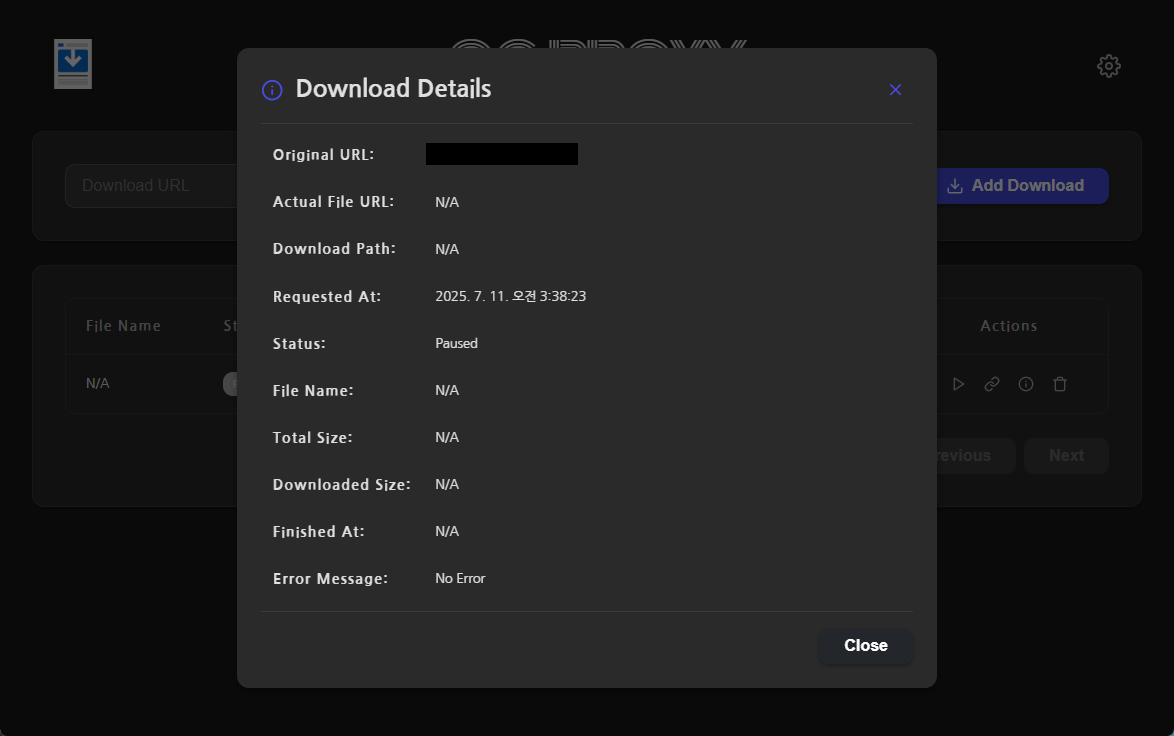 Download Details
Original URL:
Actual File URL: N/A
Download Path: N/A
Requested At: 2025. 7. 11. 오전 3:38:23
Status: Paused
File Name: N/A
Total Size: N/A
Downloaded Size: N/A
Finished At: N/A
Error Message: No Error
Close
Download URL
Add Download
File Name
Actions
N/A
Next